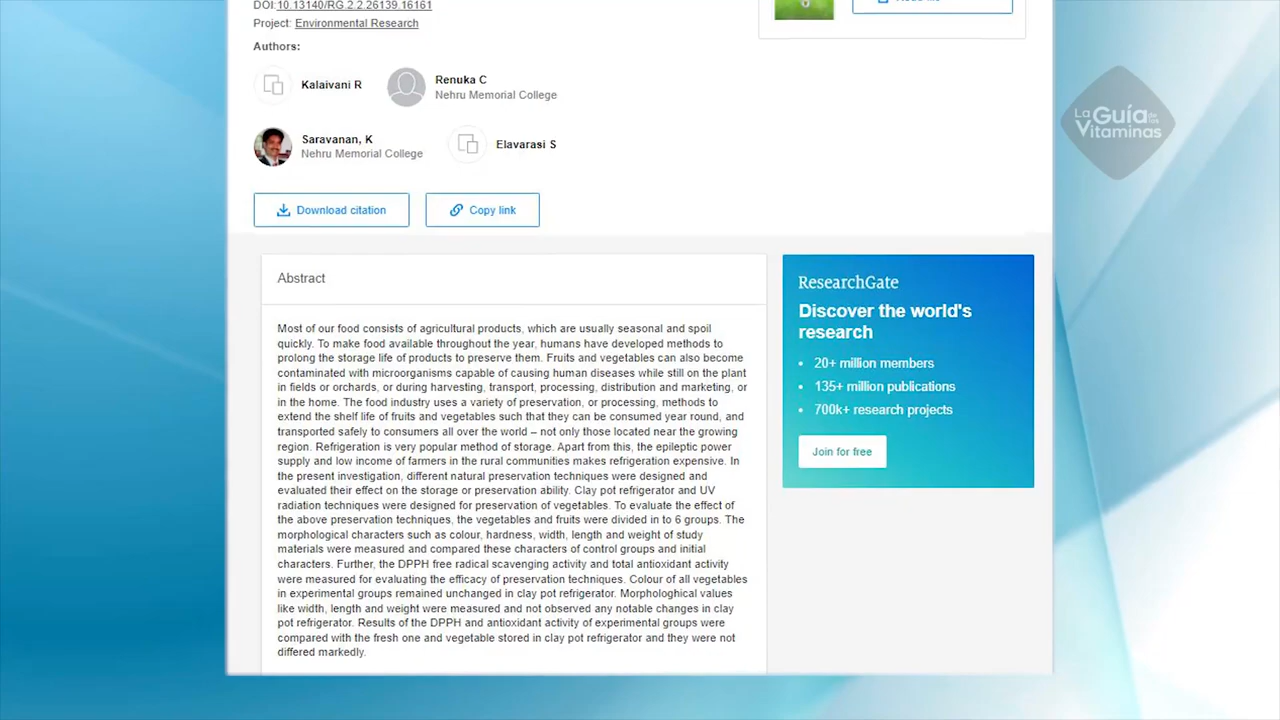 DOI:10.13140/RG.2.2.26139.16161
Project: Environmental Research
Authors:
Kalaivani R
Renuka C
Nehru Memorial College
Saravanan, K
Nehru Memorial College
Elavarasi S
Download citation
Copy link
Abstract
Most of our food consists of agricultural products, which are usually seasonal and spoil
quickly. To make food available throughout the year, humans have developed methods to
prolong the storage life of products to preserve them. Fruits and vegetables can also become
contaminated with microorganisms capable of causing human diseases while still on the plant
in fields or orchards, or during harvesting, transport, processing, distribution and marketing, or
in the home. The food industry uses a variety of preservation, or processing, methods to
extend the shelf life of fruits and vegetables such that they can be consumed year round, and
transported safely to consumers all over the world – not only those located near the growing
region. Refrigeration is very popular method of storage. Apart from this, the epileptic power
supply and low income of farmers in the rural communities makes refrigeration expensive. In
the present investigation, different natural preservation techniques were designed and
evaluated their effect on the storage or preservation ability. Clay pot refrigerator and UV
radiation techniques were designed for preservation of vegetables. To evaluate the effect of
the above preservation techniques, the vegetables and fruits were divided in to 6 groups. The
morphological characters such as colour, hardness, width, length and weight of study
materials were measured and compared these characters of control groups and initial
characters. Further, the DPPH free radical scavenging activity and total antioxidant activity
were measured for evaluating the efficacy of preservation techniques. Colour of all vegetables
in experimental groups remained unchanged in clay pot refrigerator. Morphologhical values
like width, length and weight were measured and not observed any notable changes in clay
pot refrigerator. Results of the DPPH and antioxidant activity of experimental groups were
compared with the fresh one and vegetable stored in clay pot refrigerator and they were not
differed markedly.
ResearchGate
Discover the world's
research
• 20+ million members
• 135+ million publications
• 700k+ research projects
Join for free
La Guía de los
Vitaminas